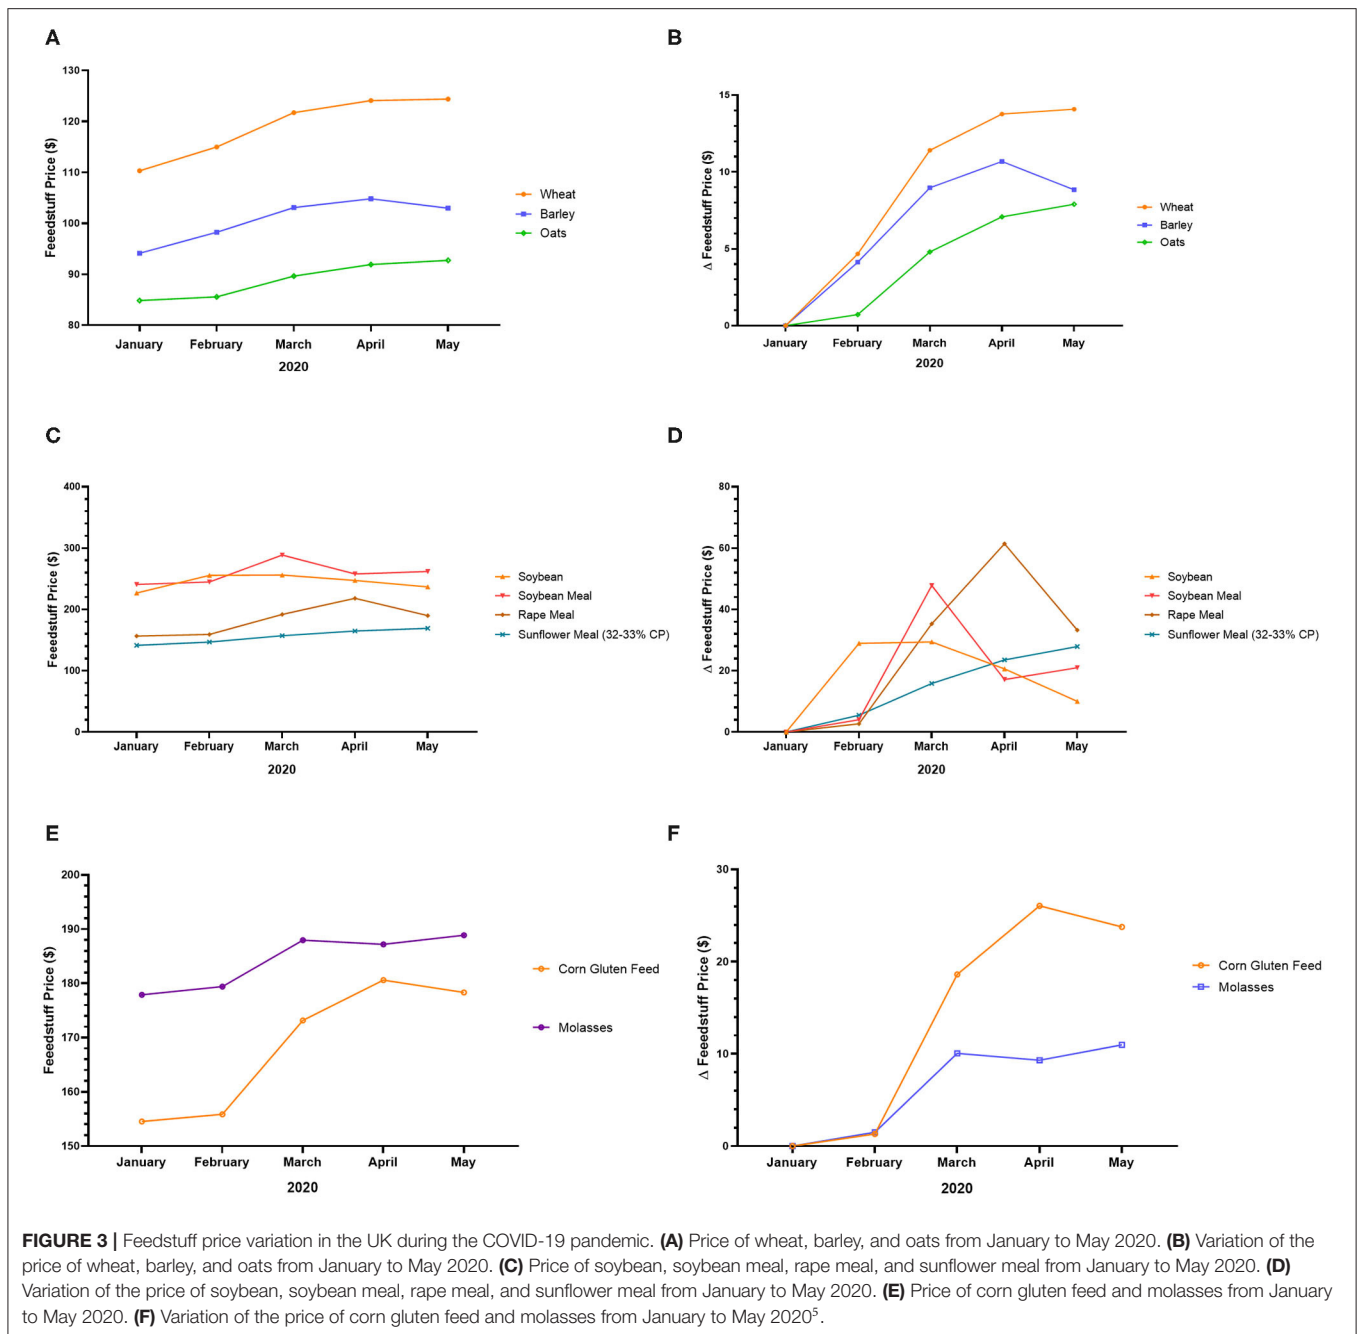 A
Feeedstuff Price ($)
130
120
110
100
90
80
January February March April May
2020
Wheat
Barley
Oats
B
Δ Feeedstuff Price ($)
15
10
5
0
January February March April May
2020
Wheat
Barley
Oats
C
Feeedstuff Price ($)
400
300
200
100
0
January February March April May
2020
Soybean
Soybean Meal
Rape Meal
Sunflower Meal (32-33% CP)
D
Δ Feeedstuff Price ($)
80
60
40
20
0
January February March April May
2020
Soybean
Soybean Meal
Rape Meal
Sunflower Meal (32-33% CP)
E
Feeedstuff Price ($)
200
190
180
170
160
150
January February March April May
2020
Corn Gluten Feed
Molasses
F
Δ Feeedstuff Price ($)
30
20
10
0
January February March April May
2020
Corn Gluten Feed
Molasses
FIGURE 3 | Feedstuff price variation in the UK during the COVID-19 pandemic. (A) Price of wheat, barley, and oats from January to May 2020. (B) Variation of the
price of wheat, barley, and oats from January to May 2020. (C) Price of soybean, soybean meal, rape meal, and sunflower meal from January to May 2020. (D)
Variation of the price of soybean, soybean meal, rape meal, and sunflower meal from January to May 2020. (E) Price of corn gluten feed and molasses from January
to May 2020. (F) Variation of the price of corn gluten feed and molasses from January to May 2020⁵.